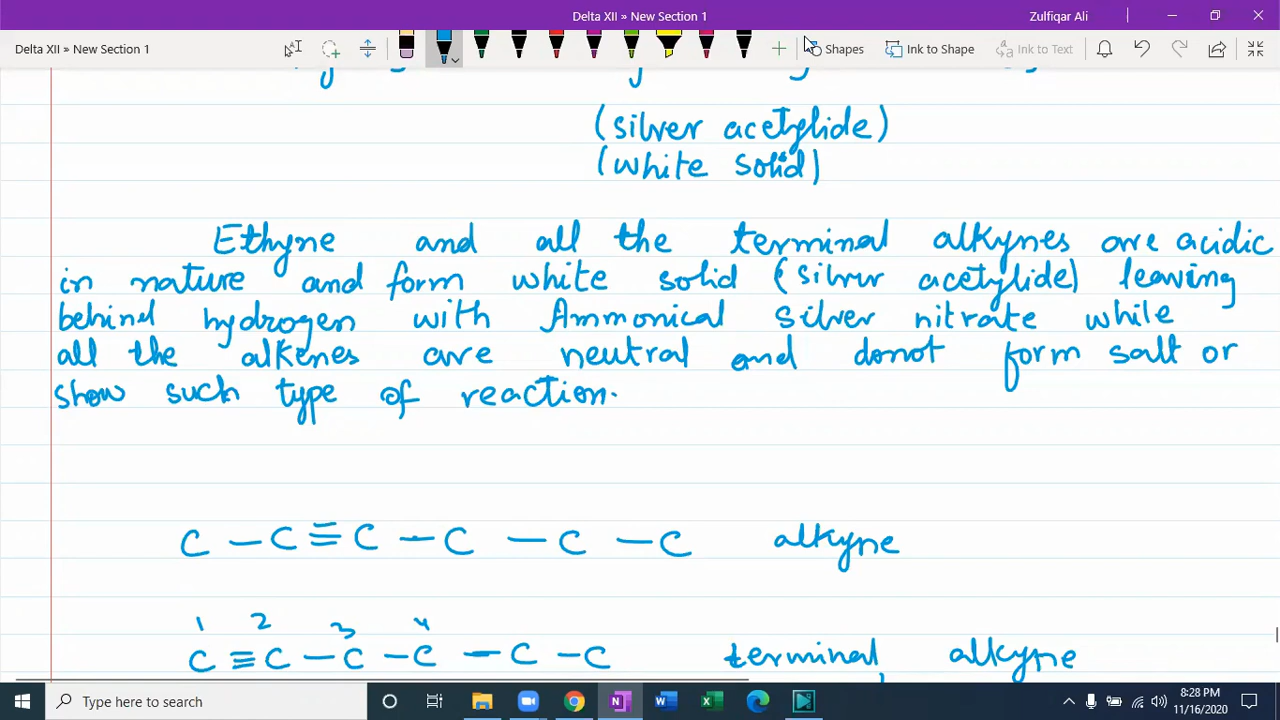 Delta XII » New Section 1
Zulfiqar Ali
Delta XII » New Section 1
Shapes
Ink to Shape
Ink to Text
(silver acetylide)
(white solid)
Ethyne and all the terminal alkynes are acidic
in nature and form white solid (silver acetylide) leaving
behind hydrogen with Ammonical silver nitrate while
all the alkenes are neutral and donot form salt or
show such type of reaction.
C - C ≡ C - C - C - C alkyne
1 2 3 4
C ≡ C - C - C - C - C terminal alkyne
Type here to search
8:28 PM
11/16/2020